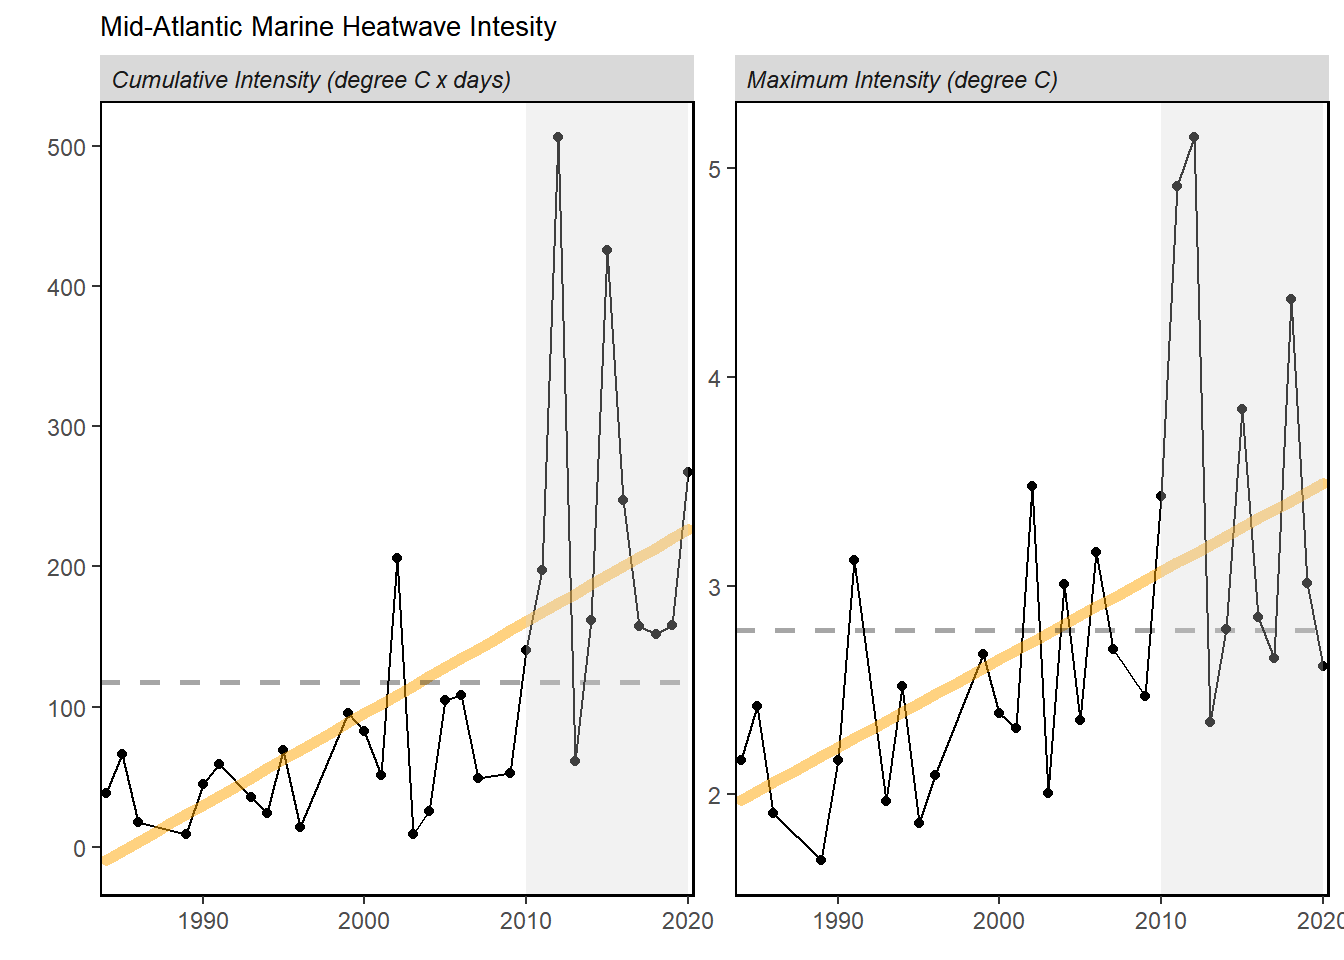 Mid-Atlantic Marine Heatwave Intesity
Cumulative Intensity (degree C x days)
500
400
300
200
100
0
1990 2000 2010 2020
Maximum Intensity (degree C)
5
4
3
2
1990 2000 2010 2020